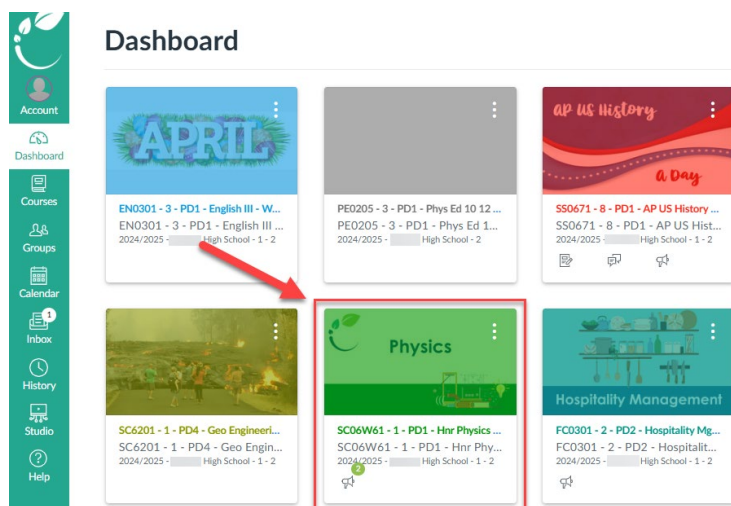 Dashboard
Account
Dashboard
Courses
Groups
Calendar
1
Inbox
History
Studio
Help
APRIL
EN0301 - 3 - PD1 - English III - W...
EN0301 - 3 - PD1 - English III ...
2024/2025 - High School - 1 - 2
PE0205 - 3 - PD1 - Phys Ed 10 12 ...
PE0205 - 3 - PD1 - Phys Ed 1...
2024/2025 - High School - 2
AP US History
A Day
SS0671 - 8 - PD1 - AP US History ...
SS0671 - 8 - PD1 - AP US Hist...
2024/2025 - High School - 1 - 2
SC6201 - 1 - PD4 - Geo Engineeri...
SC6201 - 1 - PD4 - Geo Engin...
2024/2025 - High School - 1 - 2
Physics
SC06W61 - 1 - PD1 - Hnr Physics ...
SC06W61 - 1 - PD1 - Hnr Phy...
2024/2025 - High School - 1 - 2
2
Hospitality Management
FC0301 - 2 - PD2 - Hospitality Mg...
FC0301 - 2 - PD2 - Hospitalit...
2024/2025 - High School - 1 - 2